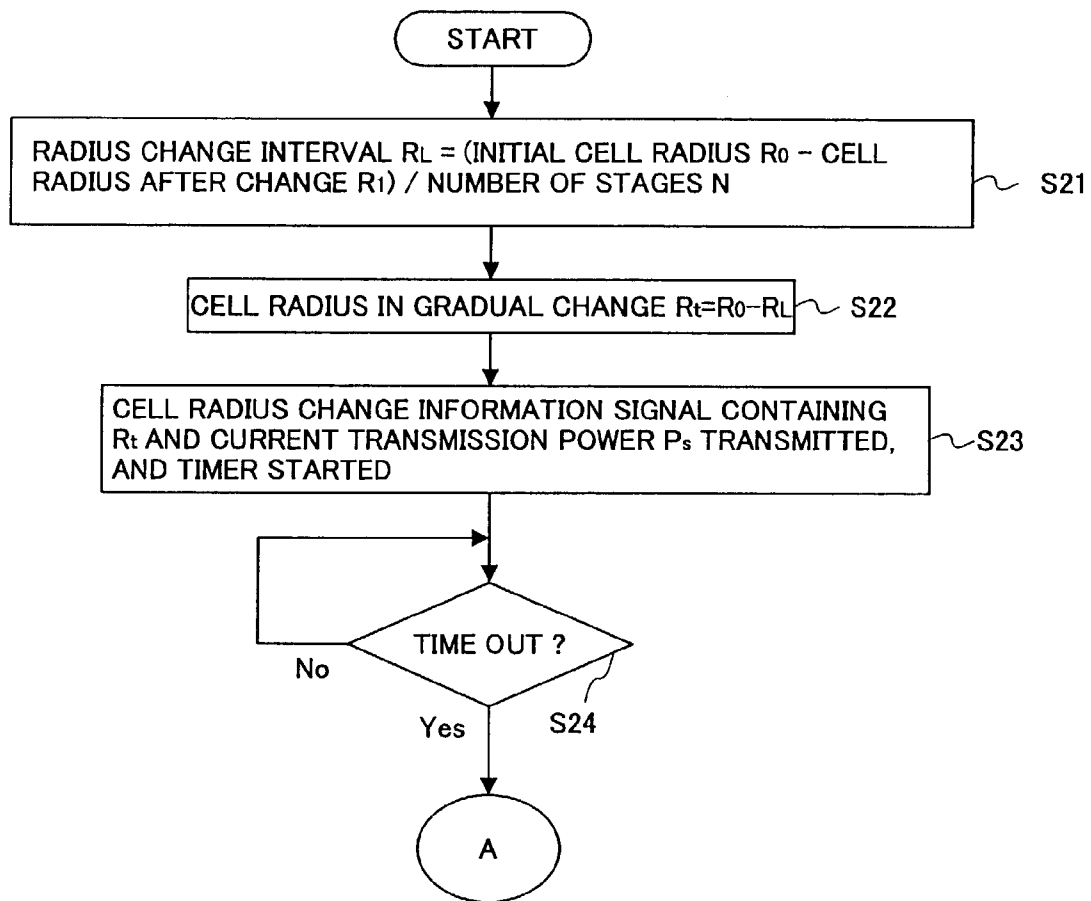 START
RADIUS CHANGE INTERVAL RL = (INITIAL CELL RADIUS R0 - CELL
RADIUS AFTER CHANGE R1) / NUMBER OF STAGES N
S21
CELL RADIUS IN GRADUAL CHANGE Rt=R0-RL
S22
CELL RADIUS CHANGE INFORMATION SIGNAL CONTAINING
Rt AND CURRENT TRANSMISSION POWER Ps TRANSMITTED,
AND TIMER STARTED
S23
TIME OUT ?
No
S24
Yes
A